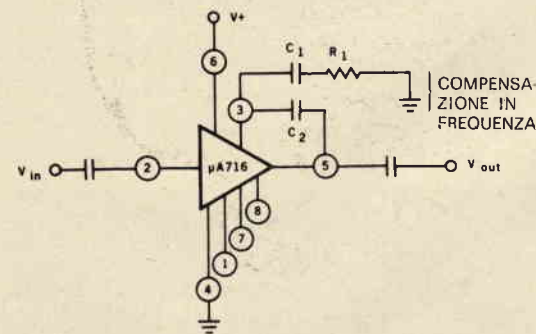 V+
6
C1
R1
3
COMPENSA-
ZIONE IN
FREQUENZA
C2
Vin
2
μA716
5
Vout
8
7
1
4